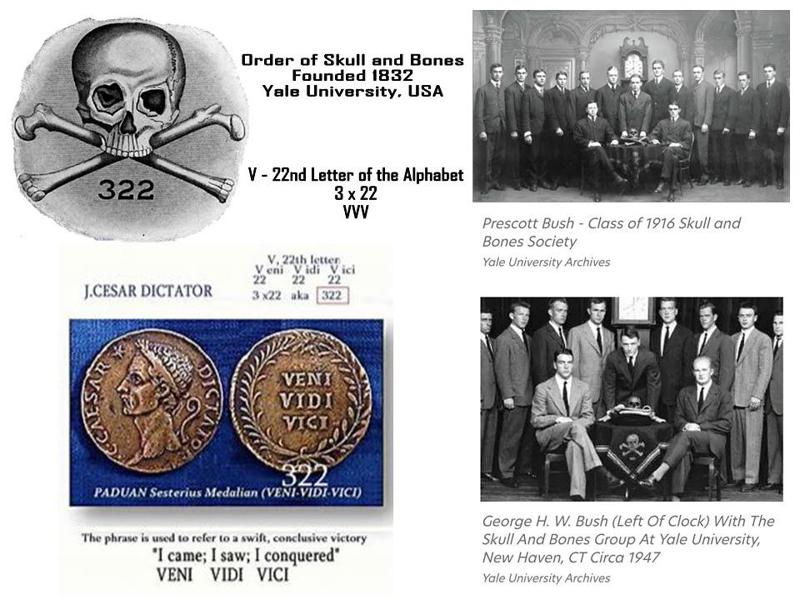 Order of Skull and Bones
Founded 1832
Yale University, USA
322
V - 22nd Letter of the Alphabet
3 x 22
VVV
J.CESAR DICTATOR
V, 22th letter
V eni V idi V ici
22 22 22
3 x22 aka 322
CAESAR DICTATOR
VENI
VIDI
VICI
322
PADUAN Sesterius Medalian (VENI-VIDI-VICI)
The phrase is used to refer to a swift, conclusive victory
"I came; I saw; I conquered"
VENI VIDI VICI
Prescott Bush - Class of 1916 Skull and
Bones Society
Yale University Archives
George H. W. Bush (Left Of Clock) With The
Skull And Bones Group At Yale University,
New Haven, CT Circa 1947
Yale University Archives